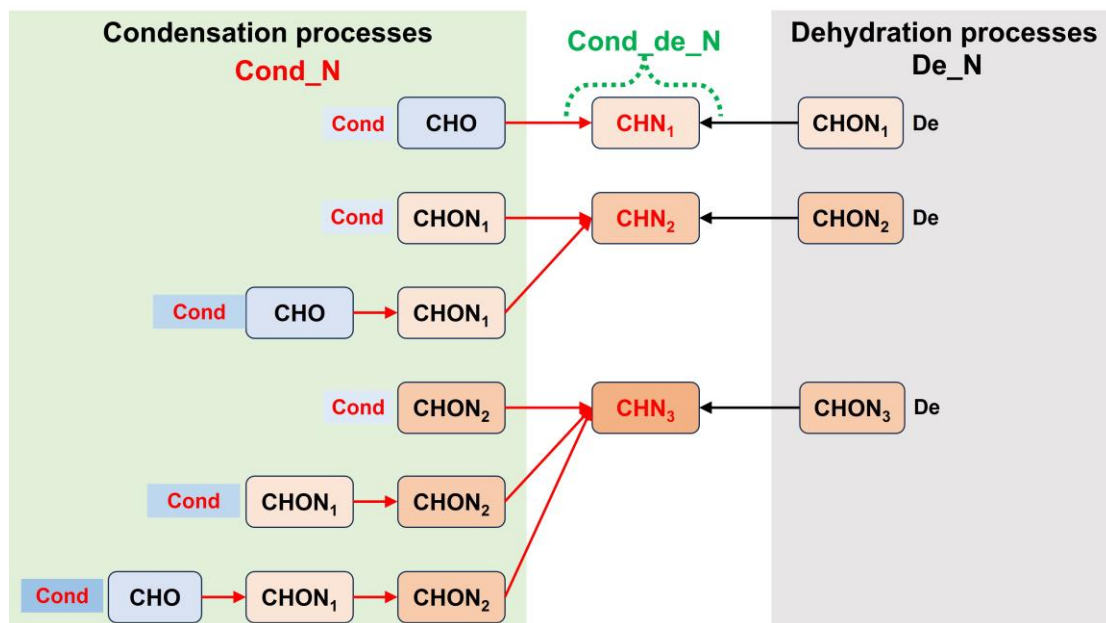 Condensation processes
Cond_N
Cond_de_N
Dehydration processes
De_N
Cond CHO CHN₁ CHON₁ De
Cond CHON₁ CHN₂ CHON₂ De
Cond CHO CHON₁
Cond CHON₂ CHN₃ CHON₃ De
Cond CHON₁ CHON₂
Cond CHO CHON₁ CHON₂